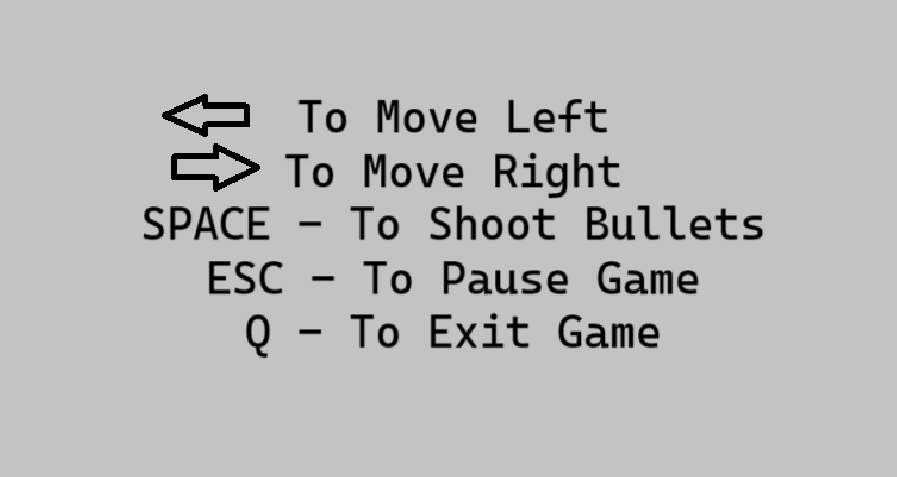 To Move Left
To Move Right
SPACE - To Shoot Bullets
ESC - To Pause Game
Q - To Exit Game